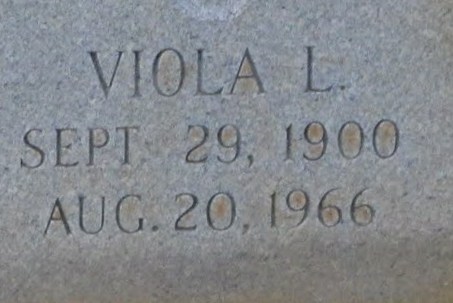 VIOLA L.
SEPT. 29, 1900
AUG. 20, 1966